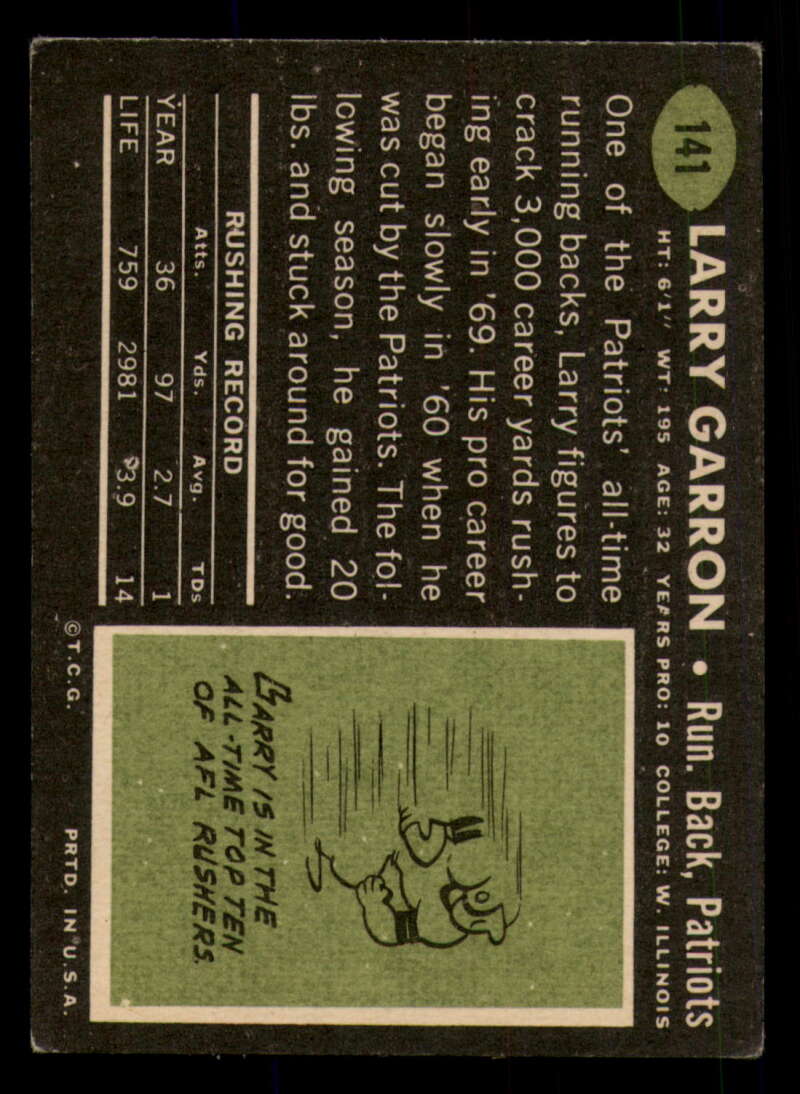 141
LARRY GARRON • Run. Back, Patriots
HT: 6'1" WT: 195 AGE: 32 YEARS PRO: 10 COLLEGE: W. ILLINOIS
One of the Patriots' all-time
running backs, Larry figures to
crack 3,000 career yards rush-
ing early in '69. His pro career
began slowly in '60 when he
was cut by the Patriots. The fol-
lowing season, he gained 20
lbs. and stuck around for good.
RUSHING RECORD
Atts. Yds. Avg. TDs
YEAR 36 97 2.7 1
LIFE 759 2981 3.9 14
LARRY IS IN THE
ALL-TIME TOP TEN
OF AFL RUSHERS.
©T.C.G. PRTD. IN U.S.A.